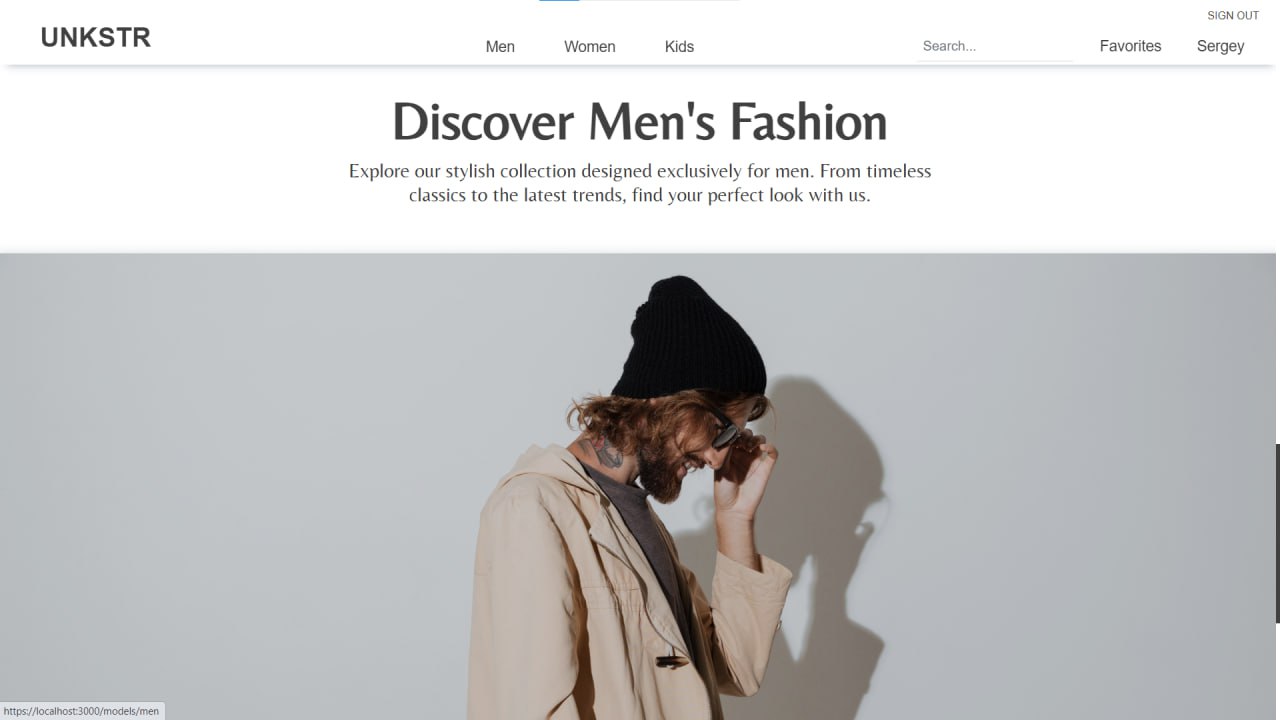 SIGN OUT
UNKSTR
Men
Women
Kids
Search...
Favorites
Sergey
Discover Men's Fashion
Explore our stylish collection designed exclusively for men. From timeless
classics to the latest trends, find your perfect look with us.
https://localhost:3000/models/men